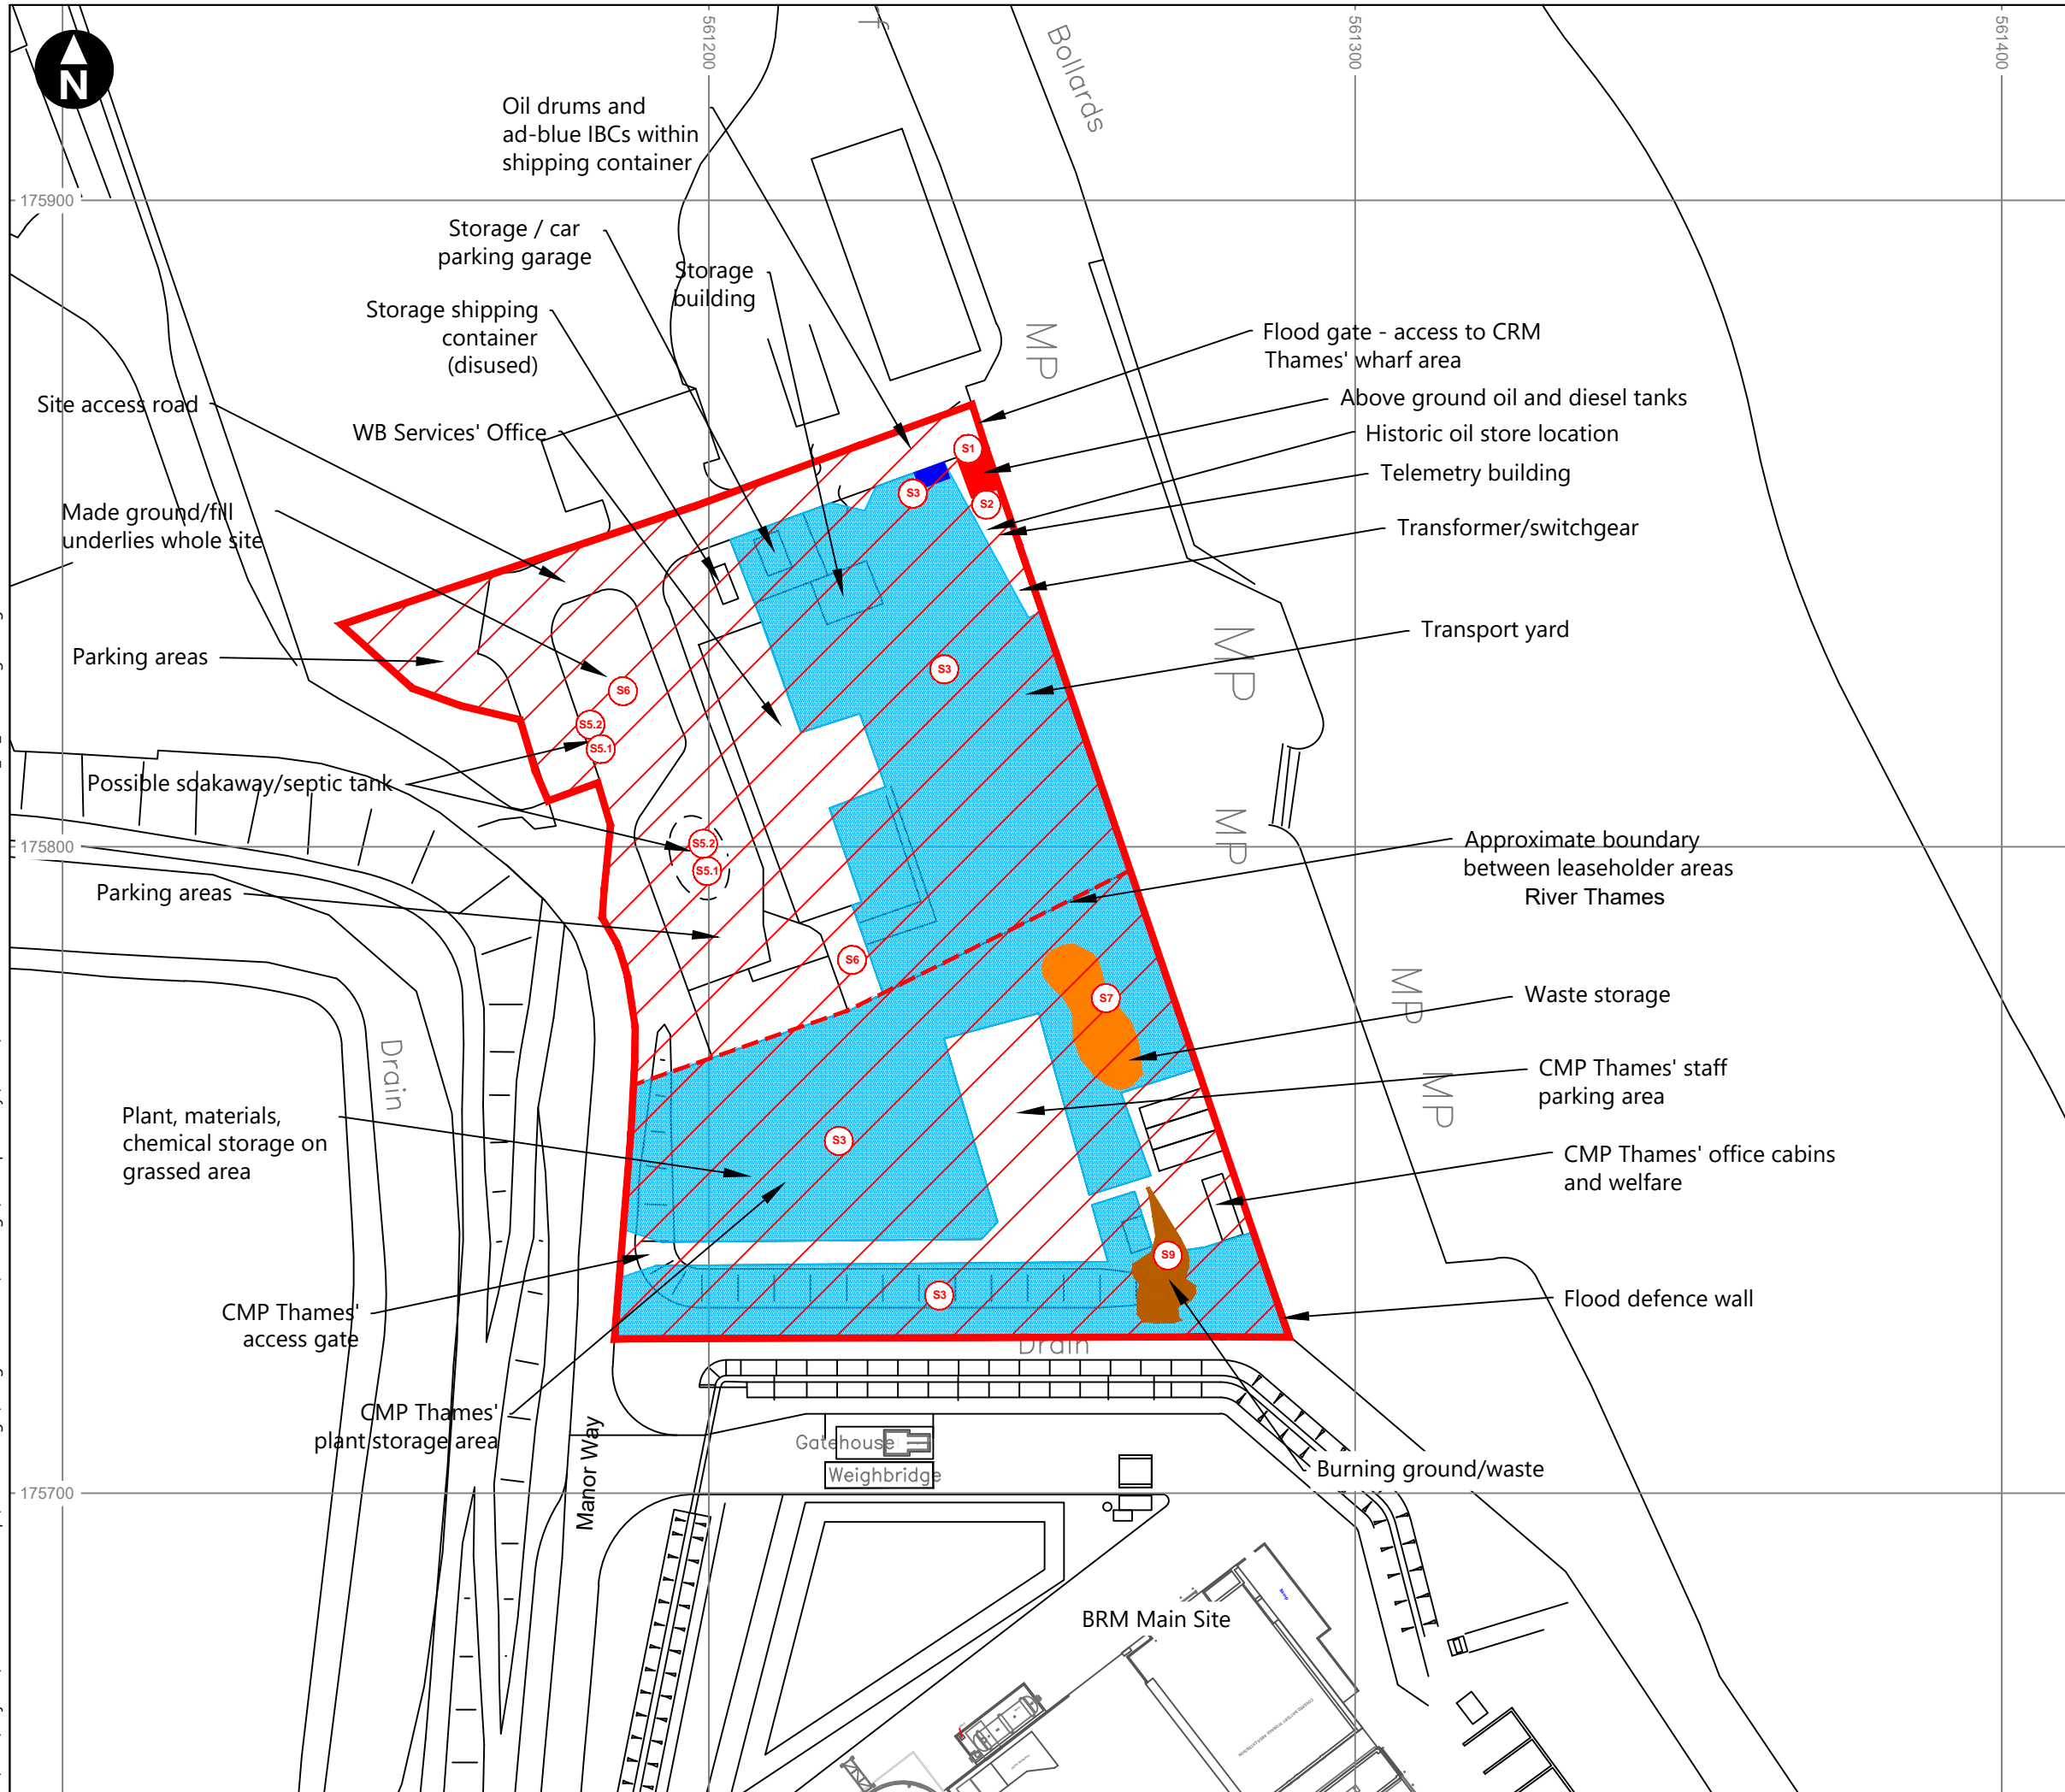 N
561200
561300
561400
Bollards
Oil drums and
ad-blue IBCs within
shipping container
175900
Storage / car
parking garage
Storage
building
Storage shipping
container
(disused)
MP
Flood gate - access to CRM
Thames' wharf area
Site access road
WB Services' Office
Above ground oil and diesel tanks
Historic oil store location
S1
Telemetry building
S3
S2
Made ground/fill
underlies whole site
Transformer/switchgear
Transport yard
MP
Parking areas
S3
S6
S5.2
S5.1
Possible soakaway/septic tank
MP
175800
S5.2
S5.1
Approximate boundary
between leaseholder areas
River Thames
Parking areas
S6
S7
MP
Waste storage
Drain
CMP Thames' staff
parking area
MP
Plant, materials,
chemical storage on
grassed area
S3
CMP Thames' office cabins
and welfare
S9
S3
Flood defence wall
CMP Thames'
access gate
Drain
CMP Thames'
plant storage area
Manor Way
Gatehouse
Weighbridge
Burning ground/waste
175700
BRM Main Site